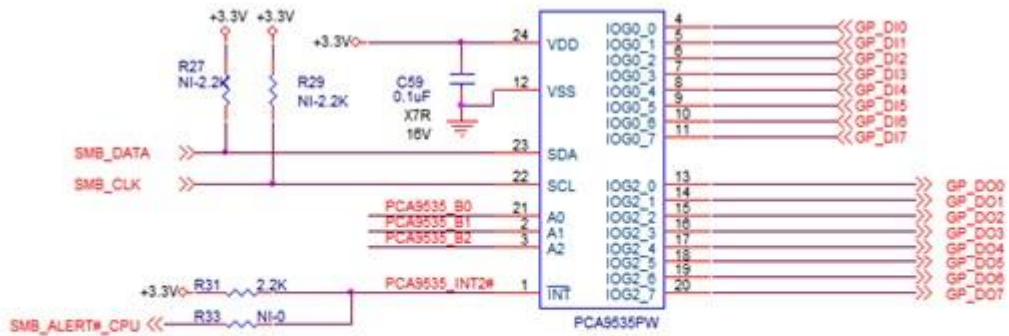 +3.3V +3.3V
+3.3V
R27
NI-2.2K
R29
NI-2.2K
C59
0.1uF
X7R
16V
SMB_DATA
SMB_CLK
PCA9535_B0
PCA9535_B1
PCA9535_B2
+3.3V
R31
2.2K
PCA9535_INT2#
SMB_ALERT#_CPU
R33
NI-0
24 VDD
12 VSS
23 SDA
22 SCL
21 A0
2 A1
3 A2
1 INT
IOG0_0 4 GP_DI0
IOG0_1 5 GP_DI1
IOG0_2 6 GP_DI2
IOG0_3 7 GP_DI3
IOG0_4 8 GP_DI4
IOG0_5 9 GP_DI5
IOG0_6 10 GP_DI6
IOG0_7 11 GP_DI7
IOG2_0 13 GP_DO0
IOG2_1 14 GP_DO1
IOG2_2 15 GP_DO2
IOG2_3 16 GP_DO3
IOG2_4 17 GP_DO4
IOG2_5 18 GP_DO5
IOG2_6 19 GP_DO6
IOG2_7 20 GP_DO7
PCA9535PW